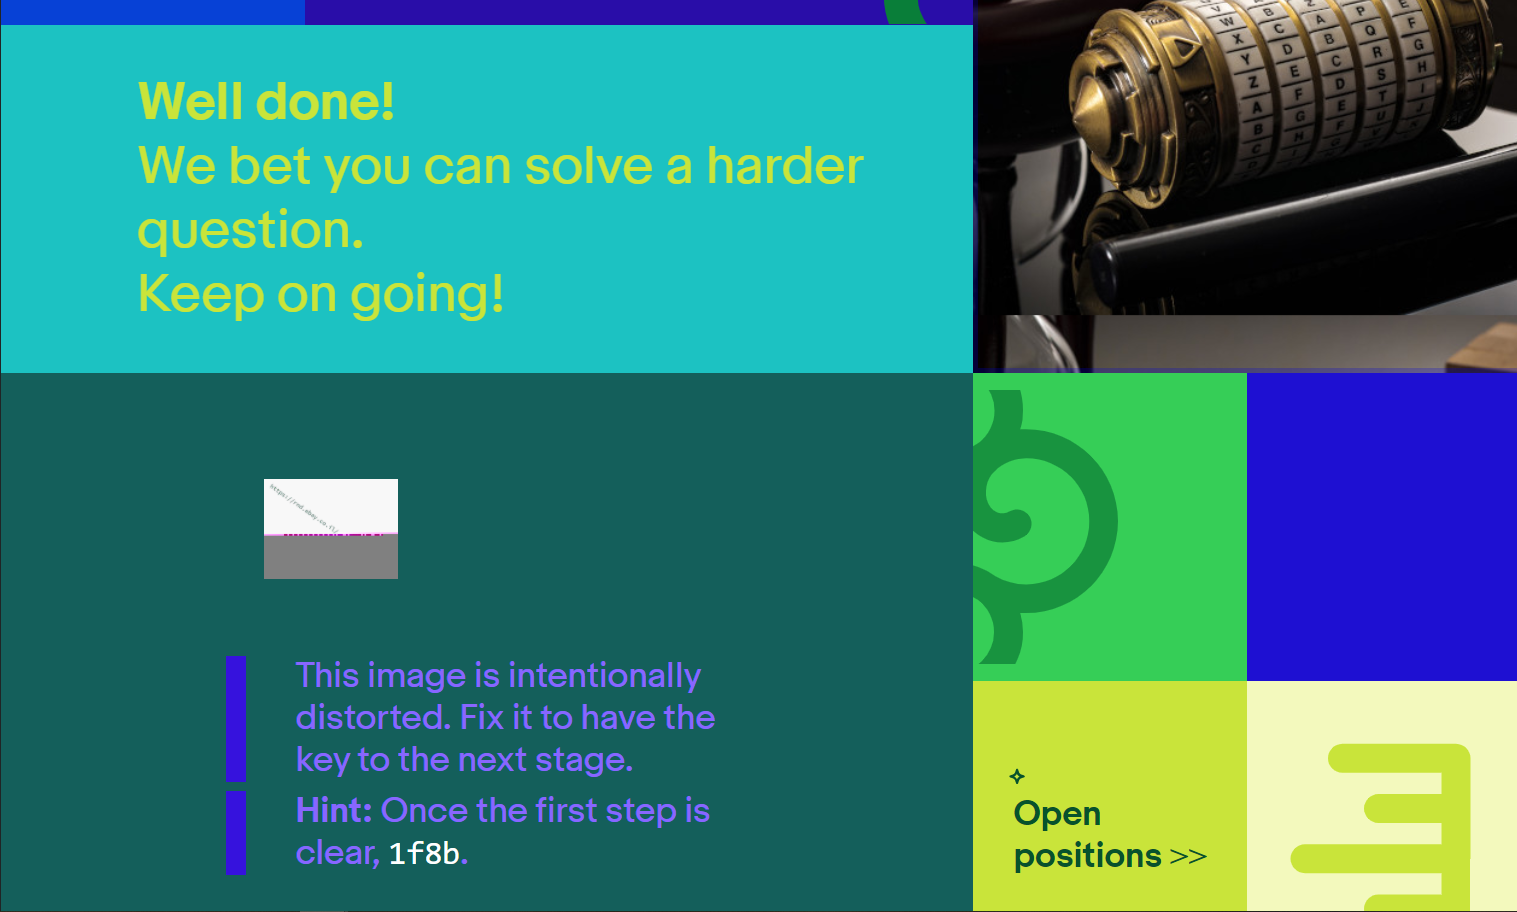 Well done!
We bet you can solve a harder
question.
Keep on going!
This image is intentionally
distorted. Fix it to have the
key to the next stage.
Hint: Once the first step is
clear, 1f8b.
Open
positions >>